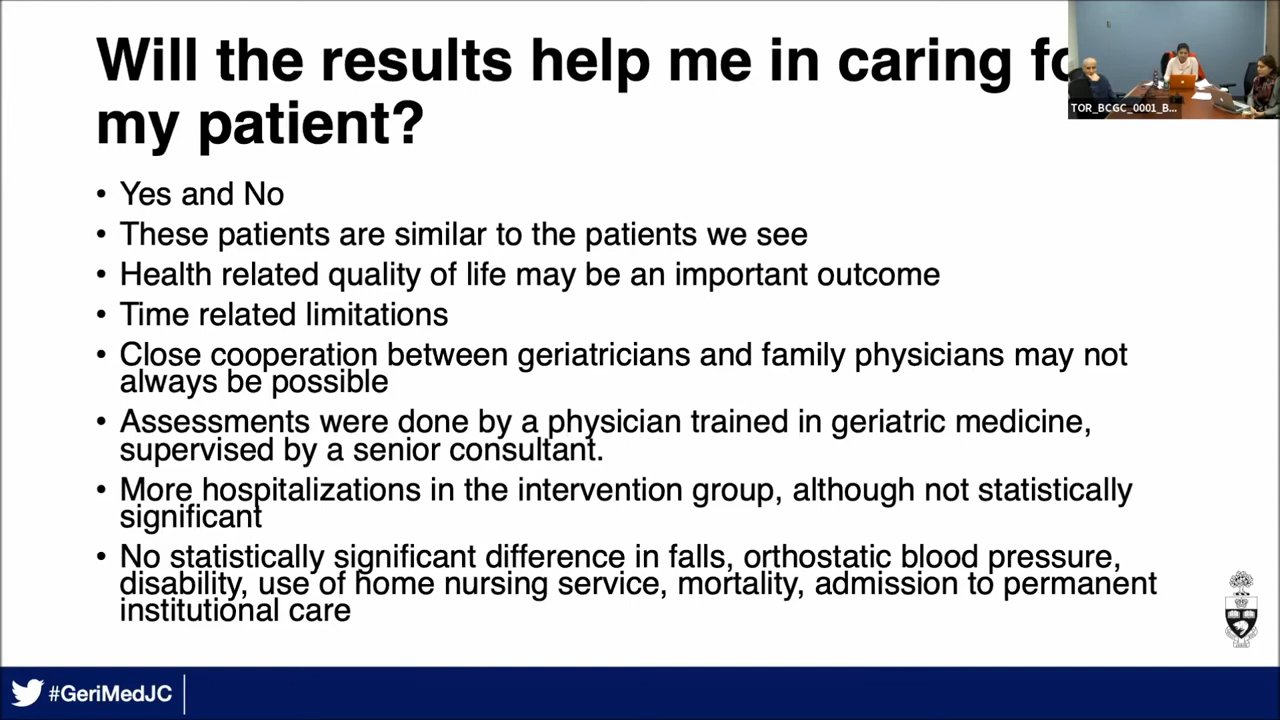 Will the results help me in caring fo
my patient?
TOR_BCGC_0001_B...
• Yes and No
• These patients are similar to the patients we see
• Health related quality of life may be an important outcome
• Time related limitations
• Close cooperation between geriatricians and family physicians may not
always be possible
• Assessments were done by a physician trained in geriatric medicine,
supervised by a senior consultant.
• More hospitalizations in the intervention group, although not statistically
significant
• No statistically significant difference in falls, orthostatic blood pressure,
disability, use of home nursing service, mortality, admission to permanent
institutional care
#GeriMedJC